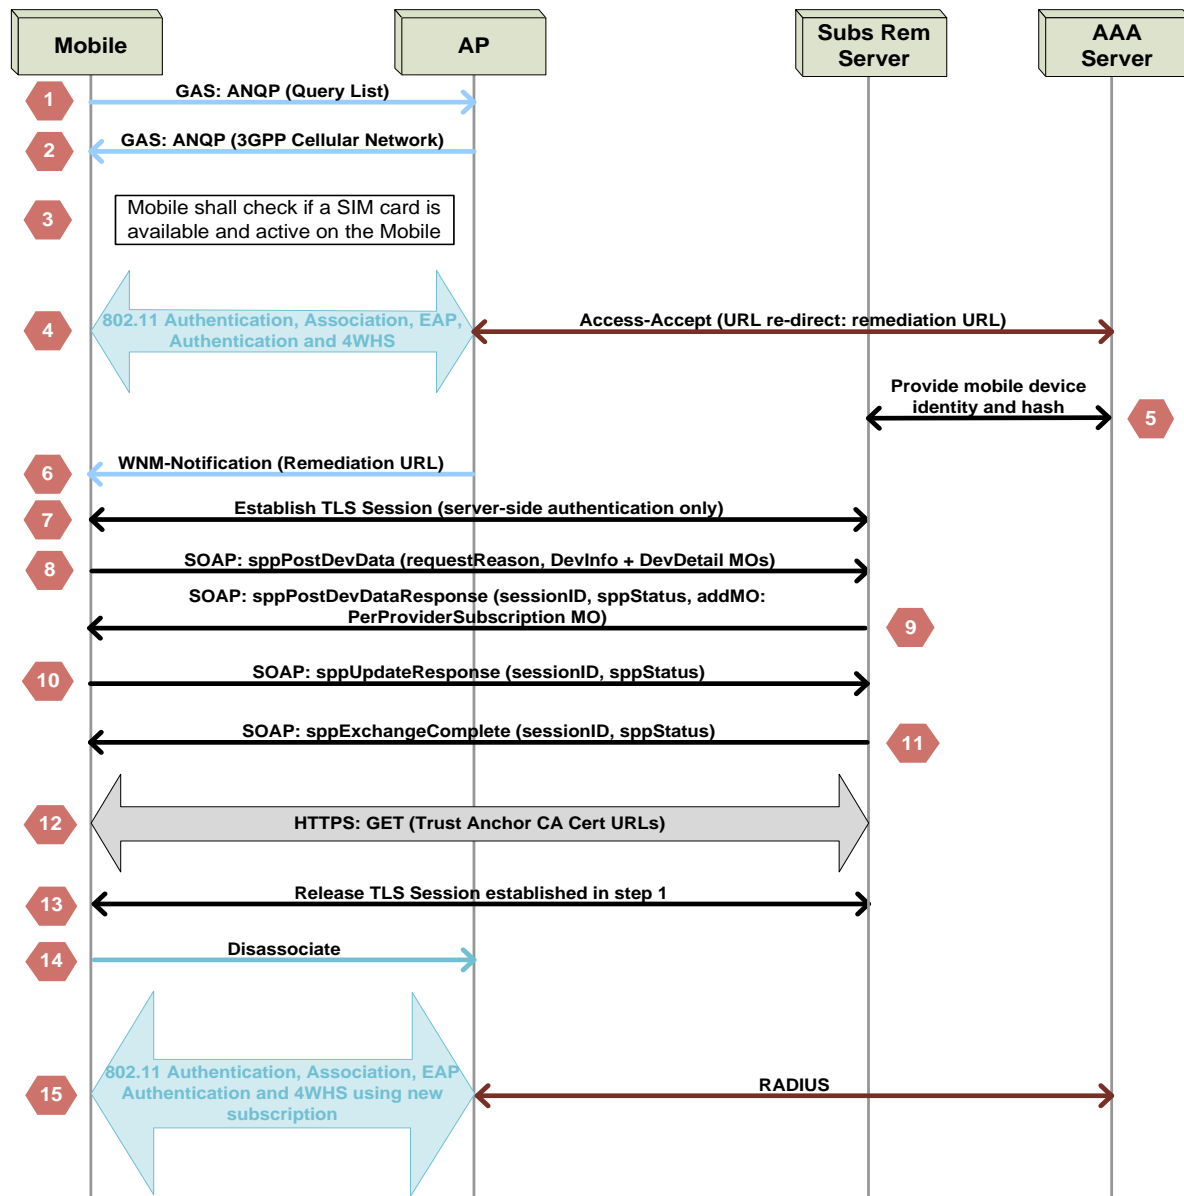 Mobile
AP
Subs Rem
Server
AAA
Server
1
GAS: ANQP (Query List)
2
GAS: ANQP (3GPP Cellular Network)
3
Mobile shall check if a SIM card is
available and active on the Mobile
4
802.11 Authentication, Association, EAP,
Authentication and 4WHS
Access-Accept (URL re-direct: remediation URL)
Provide mobile device
identity and hash
5
6
WNM-Notification (Remediation URL)
7
Establish TLS Session (server-side authentication only)
8
SOAP: sppPostDevData (requestReason, DevInfo + DevDetail MOs)
SOAP: sppPostDevDataResponse (sessionID, sppStatus, addMO:
PerProviderSubscription MO)
9
10
SOAP: sppUpdateResponse (sessionID, sppStatus)
SOAP: sppExchangeComplete (sessionID, sppStatus)
11
12
HTTPS: GET (Trust Anchor CA Cert URLs)
13
Release TLS Session established in step 1
14
Disassociate
15
802.11 Authentication, Association, EAP
Authentication and 4WHS using new
subscription
RADIUS